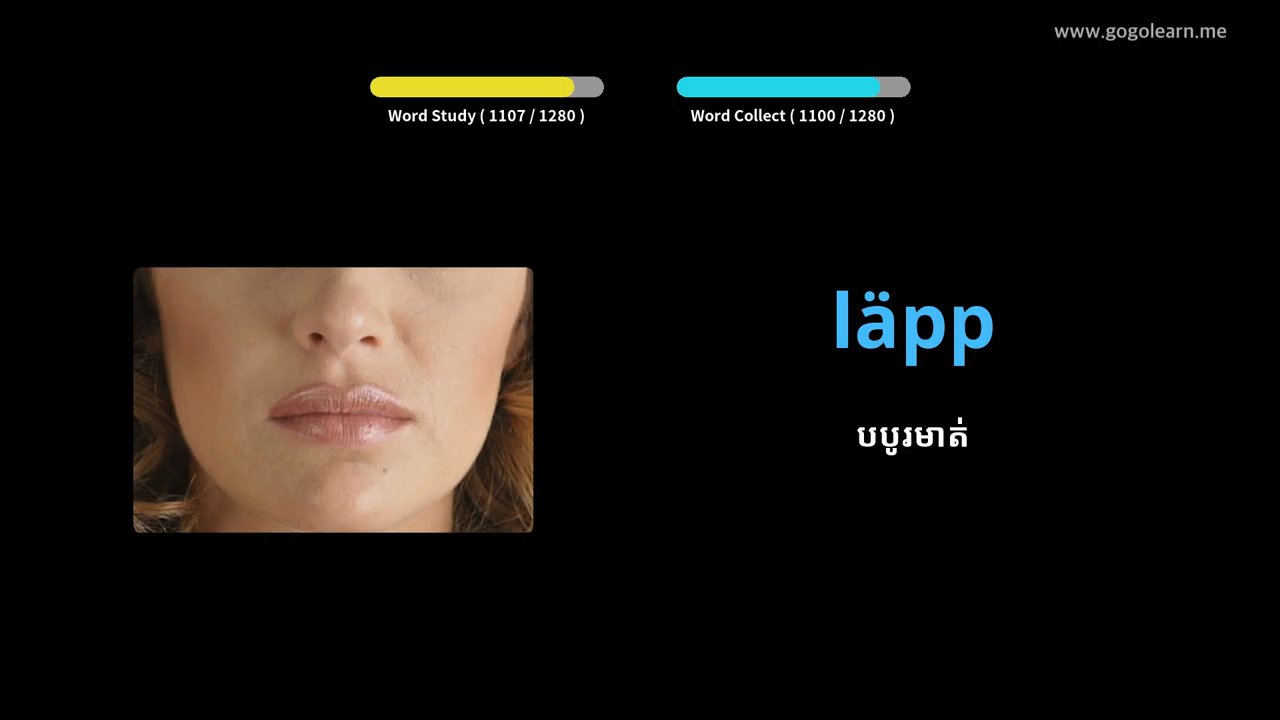 www.gogolearn.me
Word Study ( 1107 / 1280 )
Word Collect ( 1100 / 1280 )
läpp
បបូរមាត់